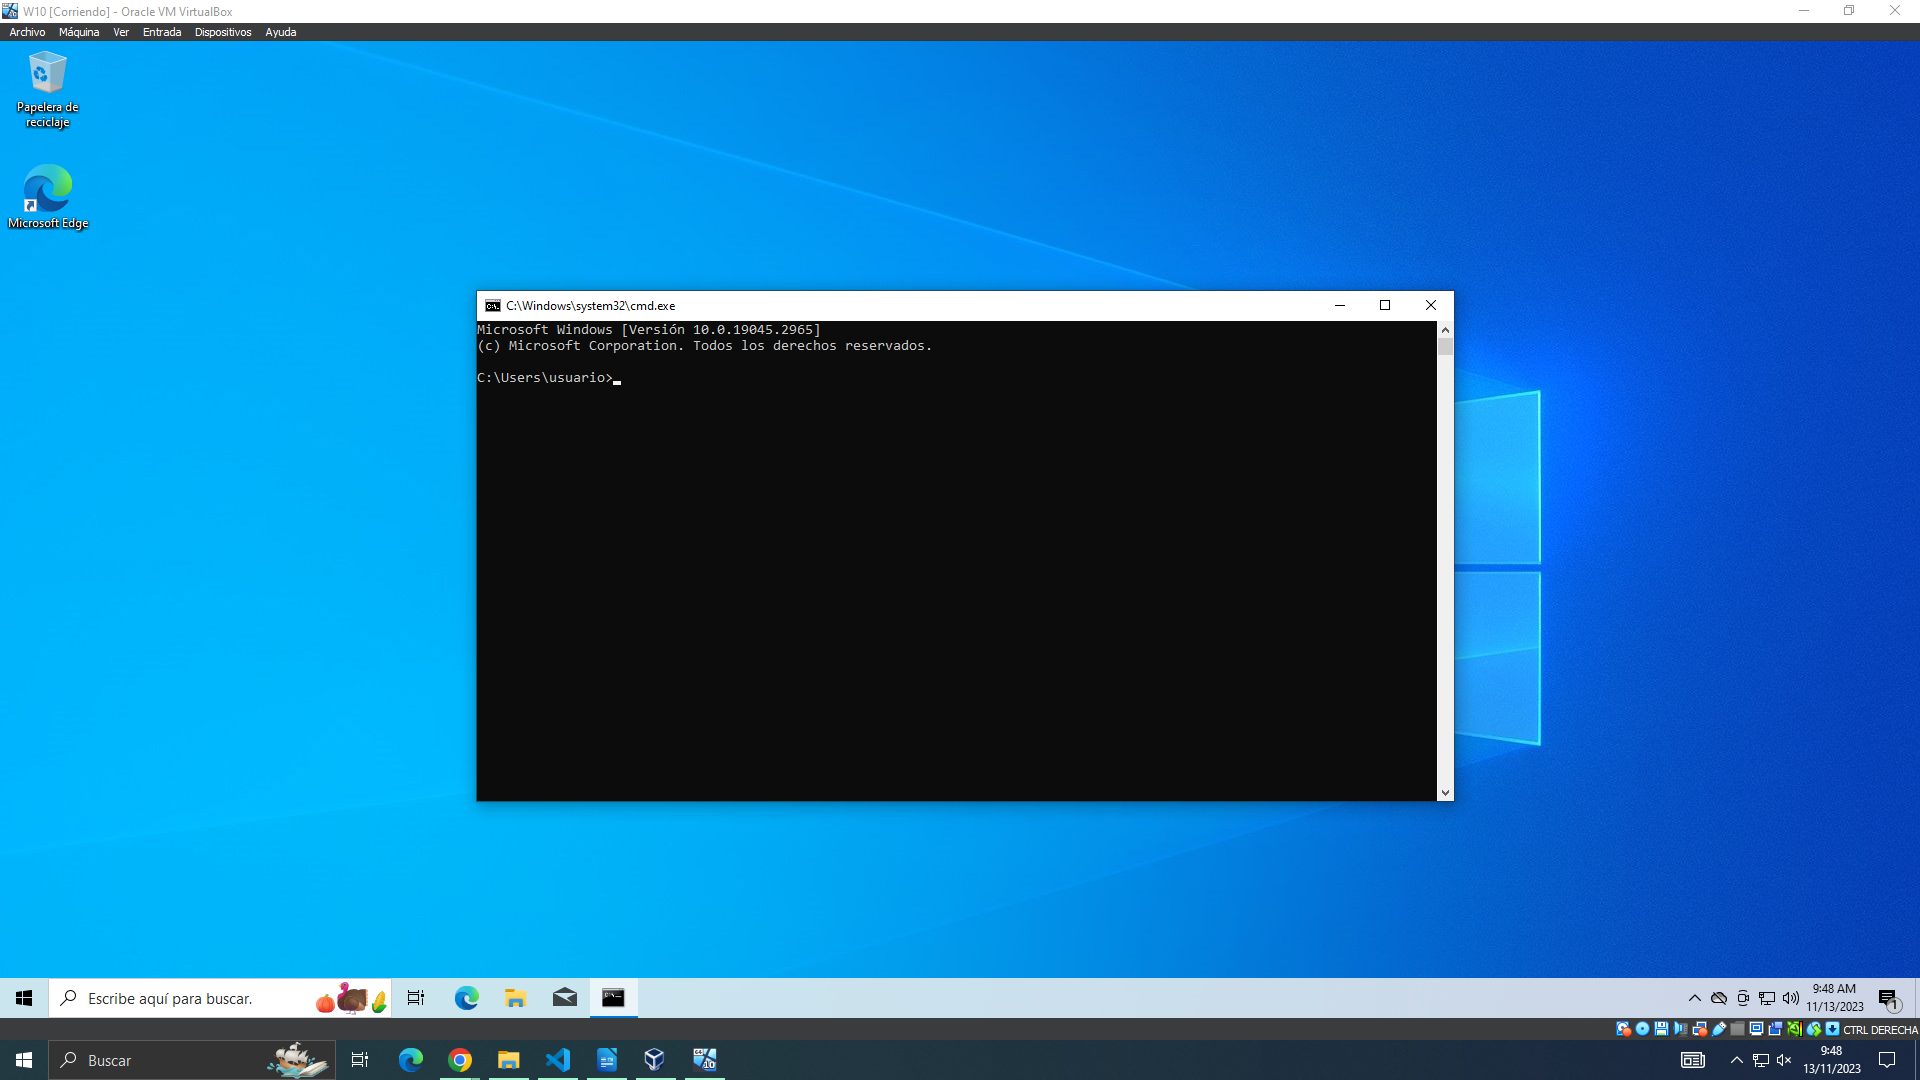 W10 [Corriendo] - Oracle VM VirtualBox
Archivo Máquina Ver Entrada Dispositivos Ayuda
Papelera de
reciclaje
Microsoft Edge
C:\Windows\system32\cmd.exe
Microsoft Windows [Versión 10.0.19045.2965]
(c) Microsoft Corporation. Todos los derechos reservados.
C:\Users\usuario>
Escribe aquí para buscar.
9:48 AM
11/13/2023
1
CTRL DERECHA
Buscar
10
9:48
13/11/2023